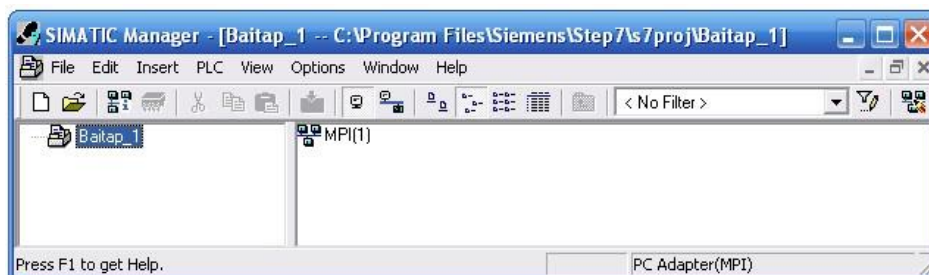 SIMATIC Manager - [Baitap_1 -- C:\Program Files\Siemens\Step7\s7proj\Baitap_1]
File Edit Insert PLC View Options Window Help
< No Filter >
Baitap_1
MPI(1)
Press F1 to get Help.
PC Adapter(MPI)